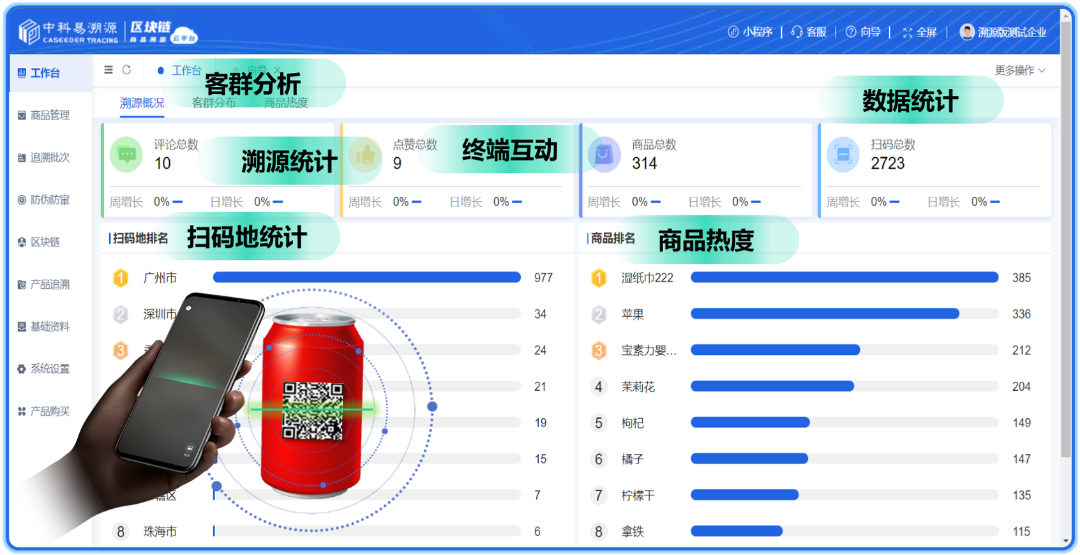 中科易溯源
CASEEDER TRACING
区块链
商品溯源 云平台
小程序
客服
向导
全屏
溯源版测试企业
工作台
商品管理
追溯批次
防伪防窜
区块链
产品追溯
基础资料
系统设置
产品购买
工作台
向导
更多操作
客群分析
溯源概况
客群分布
商品热度
数据统计
评论总数
10
周增长 0% 日增长 0%
溯源统计
点赞总数
9
周增长 0% 日增长 0%
终端互动
商品总数
314
周增长 0% 日增长 0%
扫码总数
2723
周增长 0% 日增长 0%
扫码地排名
扫码地统计
1 广州市 977
2 深圳市 34
3 24
21
19
15
7
8 珠海市 6
商品排名
商品热度
1 湿纸巾222 385
2 苹果 336
3 宝素力婴... 212
4 茉莉花 204
5 枸杞 149
6 橘子 147
7 柠檬干 135
8 拿铁 115